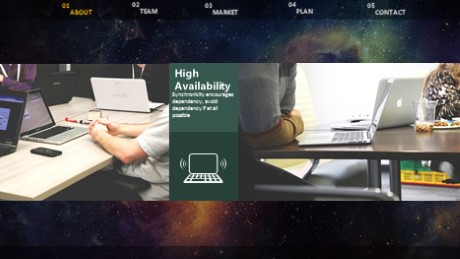 01
ABOUT
02
TEAM
03
MARKET
04
PLAN
05
CONTACT
High
Availability
Synchronicity encourages
dependency, avoid
dependency if at all
possible